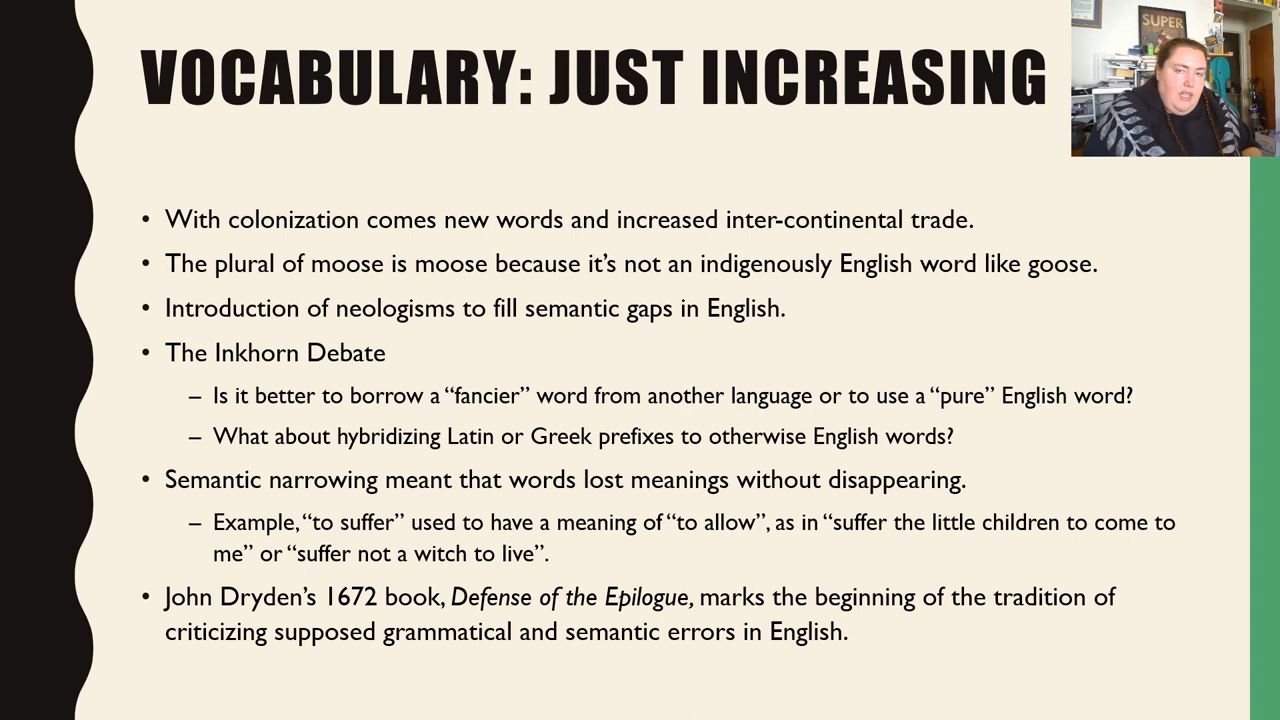 VOCABULARY: JUST INCREASING
SUPER
• With colonization comes new words and increased inter-continental trade.
• The plural of moose is moose because it’s not an indigenously English word like goose.
• Introduction of neologisms to fill semantic gaps in English.
• The Inkhorn Debate
– Is it better to borrow a “fancier” word from another language or to use a “pure” English word?
– What about hybridizing Latin or Greek prefixes to otherwise English words?
• Semantic narrowing meant that words lost meanings without disappearing.
– Example, “to suffer” used to have a meaning of “to allow”, as in “suffer the little children to come to
me” or “suffer not a witch to live”.
• John Dryden’s 1672 book, Defense of the Epilogue, marks the beginning of the tradition of
criticizing supposed grammatical and semantic errors in English.